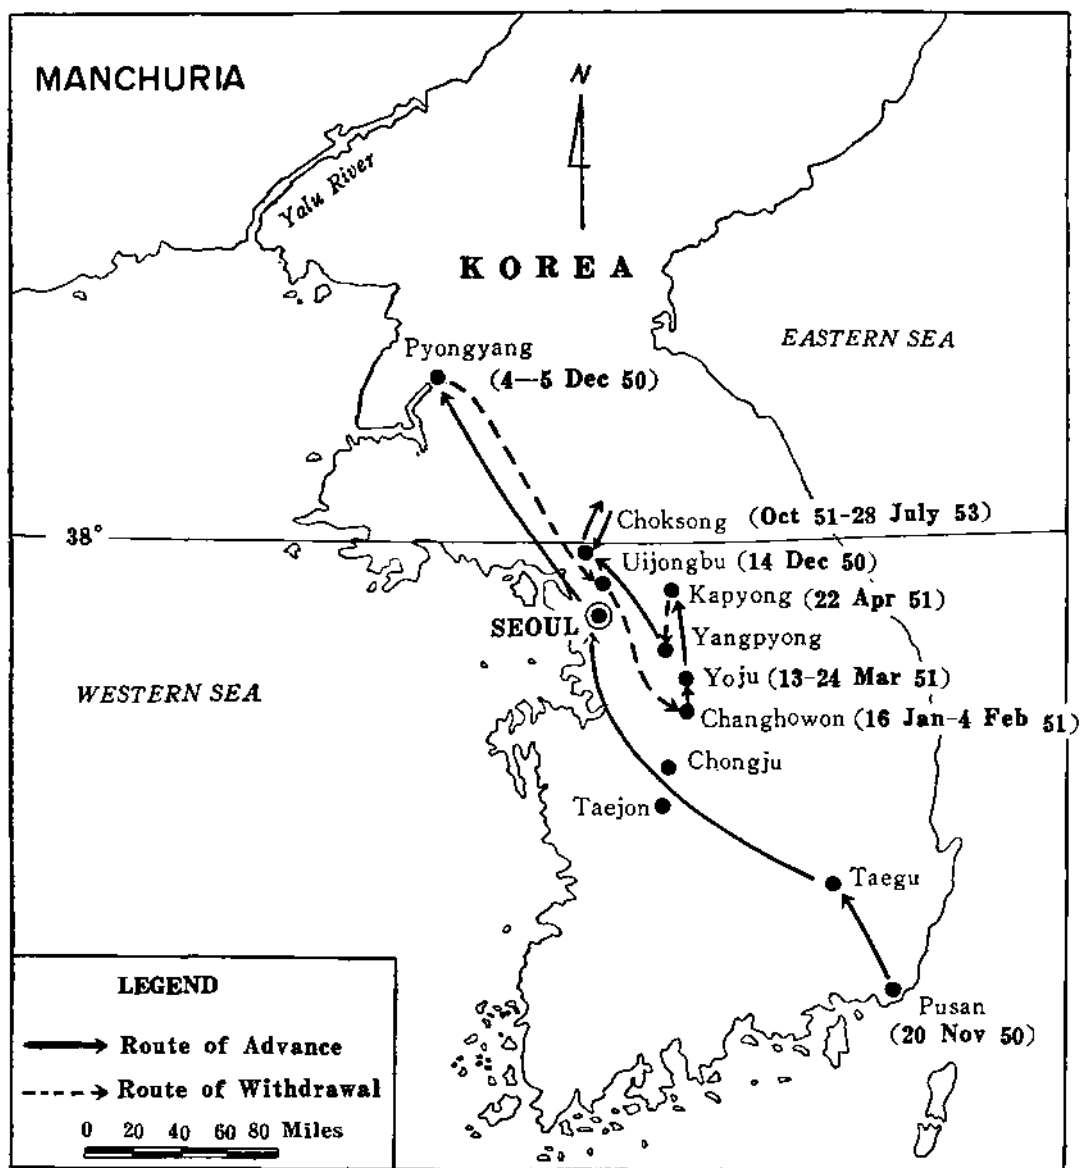 MANCHURIA
N
Yalu River
KOREA
EASTERN SEA
Pyongyang
(4—5 Dec 50)
Choksong (Oct 51-28 July 53)
38°
Uijongbu (14 Dec 50)
Kapyong (22 Apr 51)
SEOUL
Yangpyong
Yoju (13-24 Mar 51)
WESTERN SEA
Changhowon (16 Jan-4 Feb 51)
Chongju
Taejon
Taegu
Pusan
(20 Nov 50)
LEGEND
Route of Advance
Route of Withdrawal
0 20 40 60 80 Miles